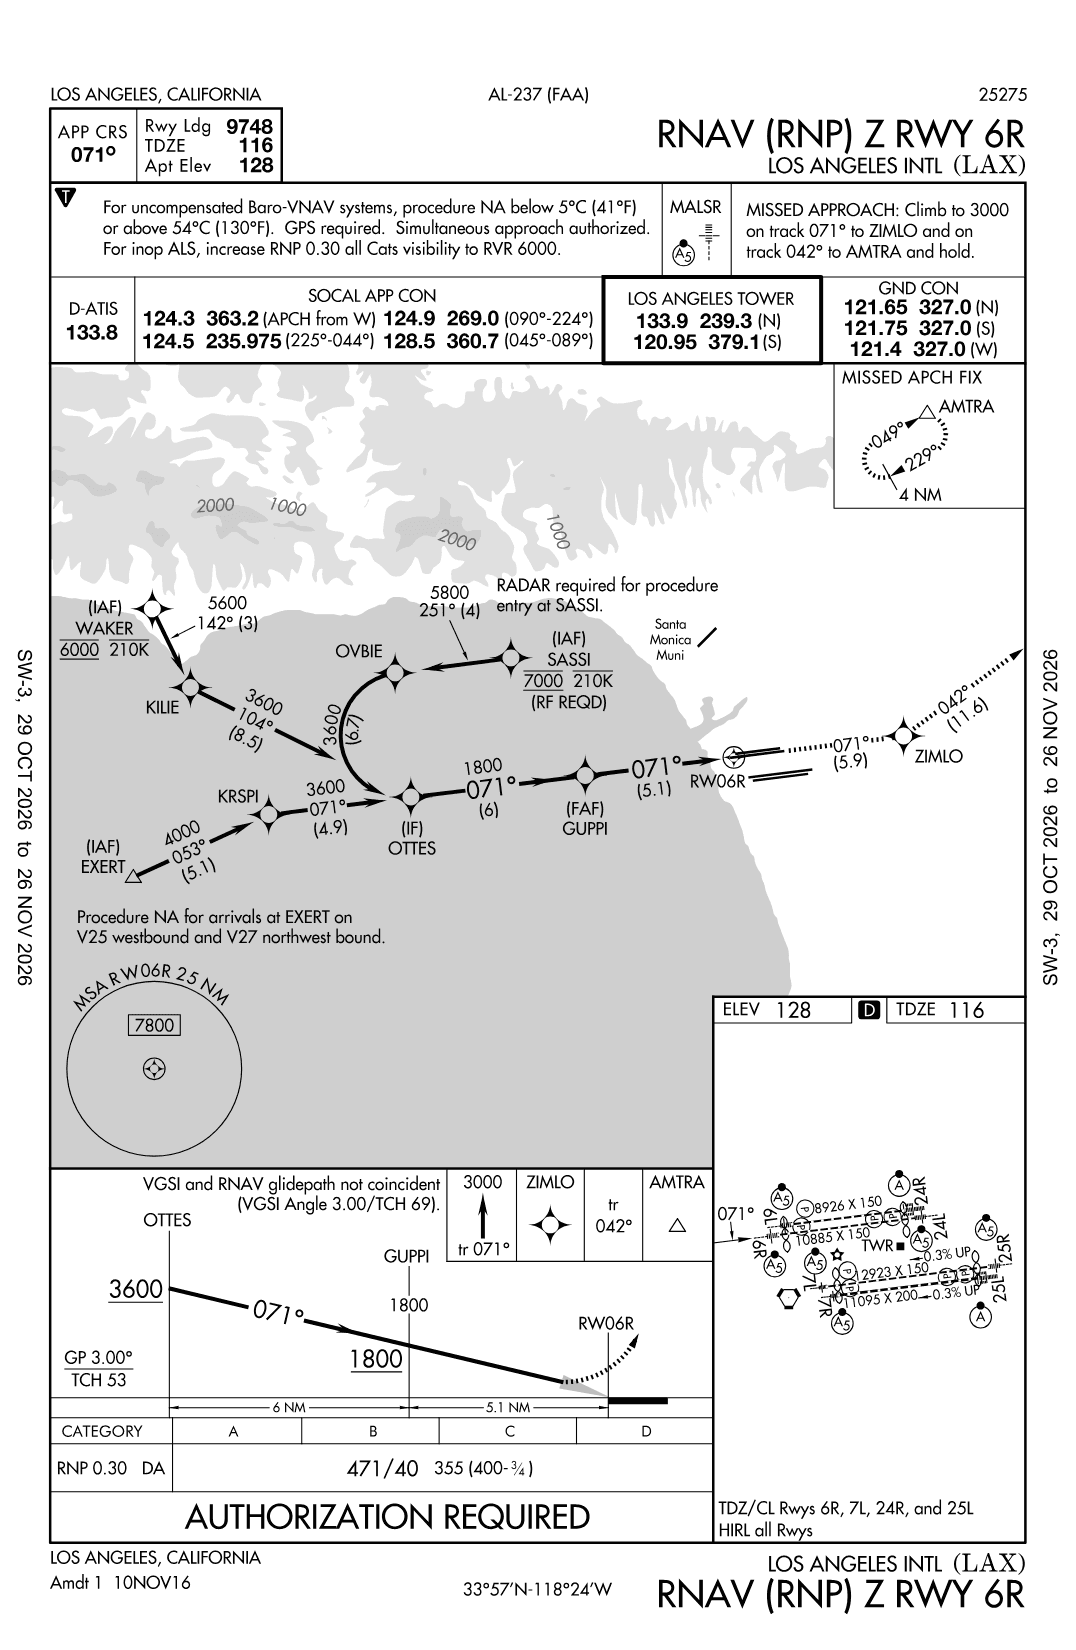 LOS ANGELES, CALIFORNIA
AL-237 (FAA)
25275
APP CRS
071°
Rwy Ldg 9748
TDZE 116
Apt Elev 128
RNAV (RNP) Z RWY 6R
LOS ANGELES INTL (LAX)
T
For uncompensated Baro-VNAV systems, procedure NA below 5°C (41°F)
or above 54°C (130°F). GPS required. Simultaneous approach authorized.
For inop ALS, increase RNP 0.30 all Cats visibility to RVR 6000.
MALSR
A5
MISSED APPROACH: Climb to 3000
on track 071° to ZIMLO and on
track 042° to AMTRA and hold.
D-ATIS
133.8
SOCAL APP CON
124.3 363.2 (APCH from W) 124.9 269.0 (090°-224°)
124.5 235.975 (225°-044°) 128.5 360.7 (045°-089°)
LOS ANGELES TOWER
133.9 239.3 (N)
120.95 379.1 (S)
GND CON
121.65 327.0 (N)
121.75 327.0 (S)
121.4 327.0 (W)
MISSED APCH FIX
AMTRA
049°
229°
4 NM
2000
1000
2000
1000
RADAR required for procedure
entry at SASSI.
(IAF)
WAKER
6000 210K
5600
142° (3)
5800
251° (4)
OVBIE
(IAF)
SASSI
7000 210K
(RF REQD)
Santa
Monica
Muni
KILIE
3600
104°
(8.5)
3600
(6.7)
042°
(11.6)
071°
(5.9)
ZIMLO
RW06R
KRSPI
3600
071°
(4.9)
1800
071°
(6)
071°
(5.1)
(IF)
OTTES
(FAF)
GUPPI
(IAF)
EXERT
4000
053°
(5.1)
Procedure NA for arrivals at EXERT on
V25 westbound and V27 northwest bound.
MSA RW06R 25 NM
7800
SW-3, 29 OCT 2026 to 26 NOV 2026
SW-3, 29 OCT 2026 to 26 NOV 2026
ELEV 128
D
TDZE 116
071°
A5
A
6L
8926 X 150
24R
P
P
P
6R
10885 X 150
24L
A5
A5
A5
A5
TWR
0.3% UP
25R
7L
P
12923 X 150
P
P
7R
11095 X 200
0.3% UP
25L
A5
A
TDZ/CL Rwys 6R, 7L, 24R, and 25L
HIRL all Rwys
VGSI and RNAV glidepath not coincident
(VGSI Angle 3.00/TCH 69).
3000
tr 071°
ZIMLO
tr
042°
AMTRA
OTTES
GUPPI
3600
071°
1800
1800
RW06R
GP 3.00°
TCH 53
6 NM
5.1 NM
CATEGORY A B C D
RNP 0.30 DA 471/40 355 (400-¾)
AUTHORIZATION REQUIRED
LOS ANGELES, CALIFORNIA
Amdt 1 10NOV16
33°57'N-118°24'W
LOS ANGELES INTL (LAX)
RNAV (RNP) Z RWY 6R